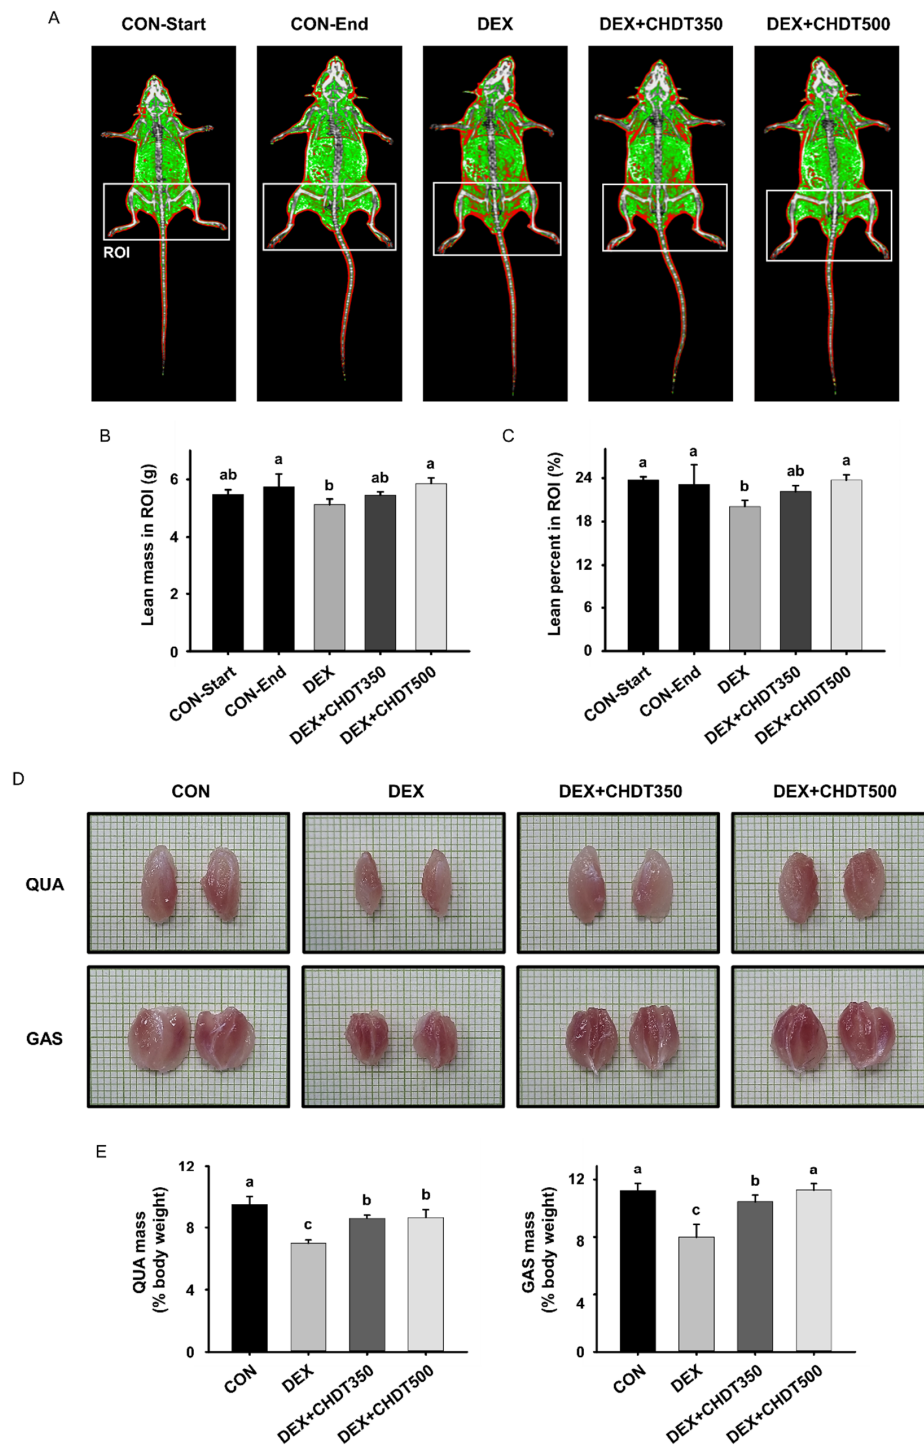 A
CON-Start CON-End DEX DEX+CHDT350 DEX+CHDT500
ROI
B
Lean mass in ROI (g)
8
6
4
2
0
ab a b ab a
CON-Start
CON-End
DEX
DEX+CHDT350
DEX+CHDT500
C
Lean percent in ROI (%)
24
18
12
6
0
a a b ab a
CON-Start
CON-End
DEX
DEX+CHDT350
DEX+CHDT500
D
CON DEX DEX+CHDT350 DEX+CHDT500
QUA
GAS
E
QUA mass
(% body weight)
12
8
4
0
a c b b
CON
DEX
DEX+CHDT350
DEX+CHDT500
GAS mass
(% body weight)
12
8
4
0
a c b a
CON
DEX
DEX+CHDT350
DEX+CHDT500